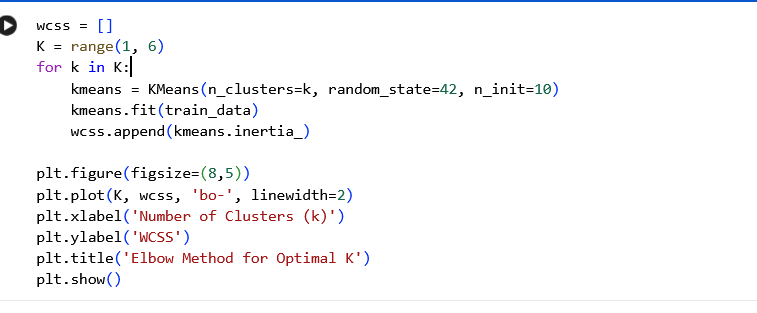 wcss = []
K = range(1, 6)
for k in K:
    kmeans = KMeans(n_clusters=k, random_state=42, n_init=10)
    kmeans.fit(train_data)
    wcss.append(kmeans.inertia_)

plt.figure(figsize=(8,5))
plt.plot(K, wcss, 'bo-', linewidth=2)
plt.xlabel('Number of Clusters (k)')
plt.ylabel('WCSS')
plt.title('Elbow Method for Optimal K')
plt.show()